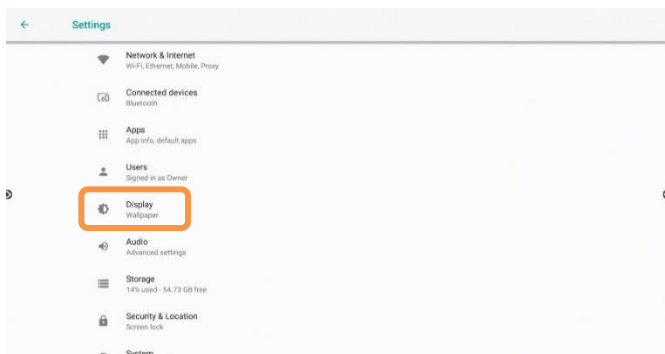 Settings
Network & Internet
Wi-Fi, Ethernet, Mobile, Proxy
Connected devices
Bluetooth
Apps
App info, default apps
Users
Signed in as Owner
Display
Wallpaper
Audio
Advanced settings
Storage
14% used - 54.73 GB free
Security & Location
Screen lock
System